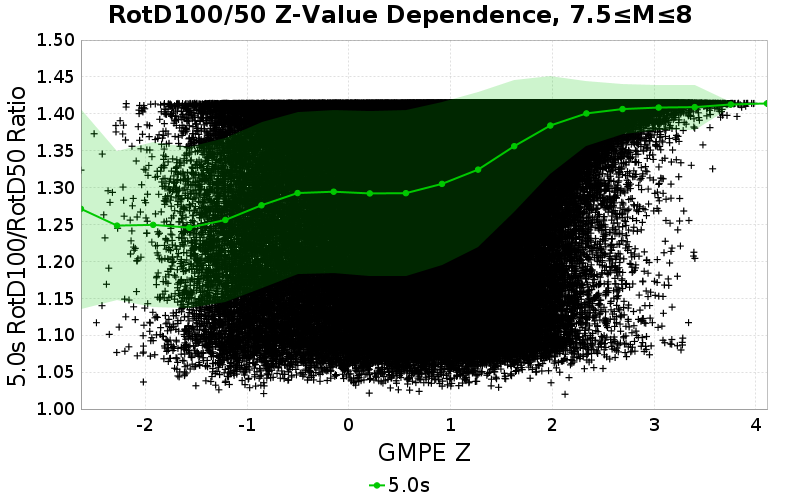 RotD100/50 Z-Value Dependence, 7.5≤M≤8
5.0s RotD100/RotD50 Ratio
1.50
1.45
1.40
1.35
1.30
1.25
1.20
1.15
1.10
1.05
1.00
-2 -1 0 1 2 3 4
GMPE Z
5.0s